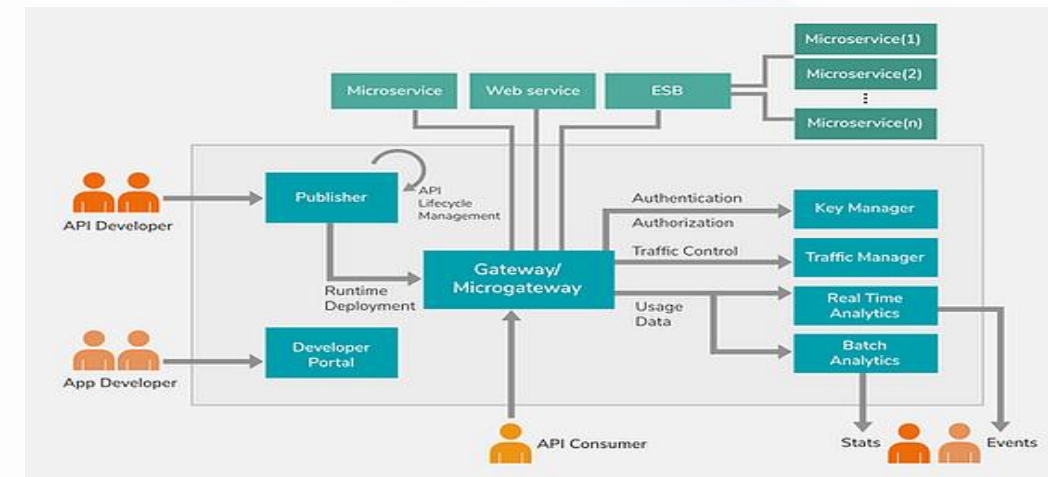 Microservice(1)
Microservice(2)
Microservice(n)
Microservice
Web service
ESB
API Developer
Publisher
API
Lifecycle
Management
Authentication
Authorization
Key Manager
Traffic Control
Traffic Manager
Gateway/
Microgateway
Runtime
Deployment
Usage
Data
Real Time
Analytics
App Developer
Developer
Portal
Batch
Analytics
API Consumer
Stats
Events